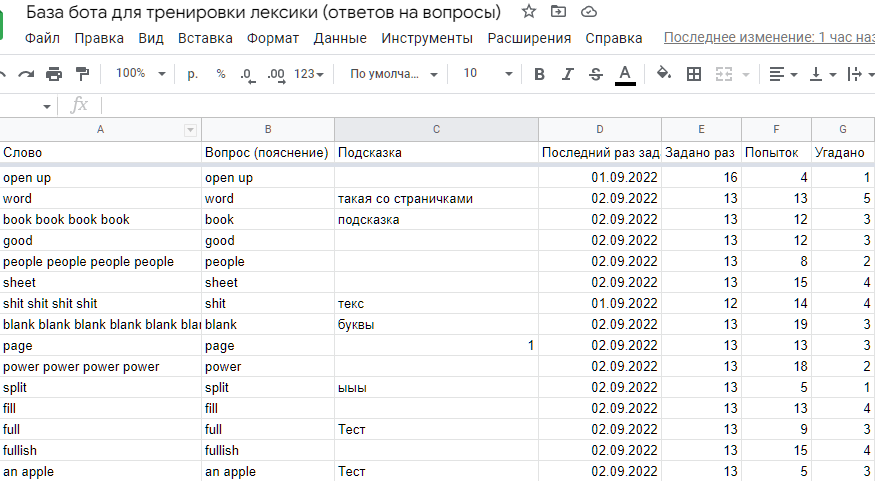 База бота для тренировки лексики (ответов на вопросы)
Файл Правка Вид Вставка Формат Данные Инструменты Расширения Справка Последнее изменение: 1 час наз
100% р. % .0 .00 123 По умолча... 10 B I S A
fx
A B C D E F G
Слово Вопрос (пояснение) Подсказка Последний раз зад Задано раз Попыток Угадано
open up open up 01.09.2022 16 4 1
word word такая со страничками 02.09.2022 13 13 5
book book book book book подсказка 02.09.2022 13 12 3
good good 02.09.2022 13 12 3
people people people people people 02.09.2022 13 8 2
sheet sheet 02.09.2022 13 15 4
shit shit shit shit shit текс 01.09.2022 12 14 4
blank blank blank blank blank blan blank буквы 02.09.2022 13 19 3
page page 1 02.09.2022 13 13 3
power power power power power 02.09.2022 13 18 2
split split ыыы 02.09.2022 13 5 1
fill fill 02.09.2022 13 13 4
full full Тест 02.09.2022 13 9 3
fullish fullish 02.09.2022 13 15 4
an apple an apple Тест 02.09.2022 13 5 3